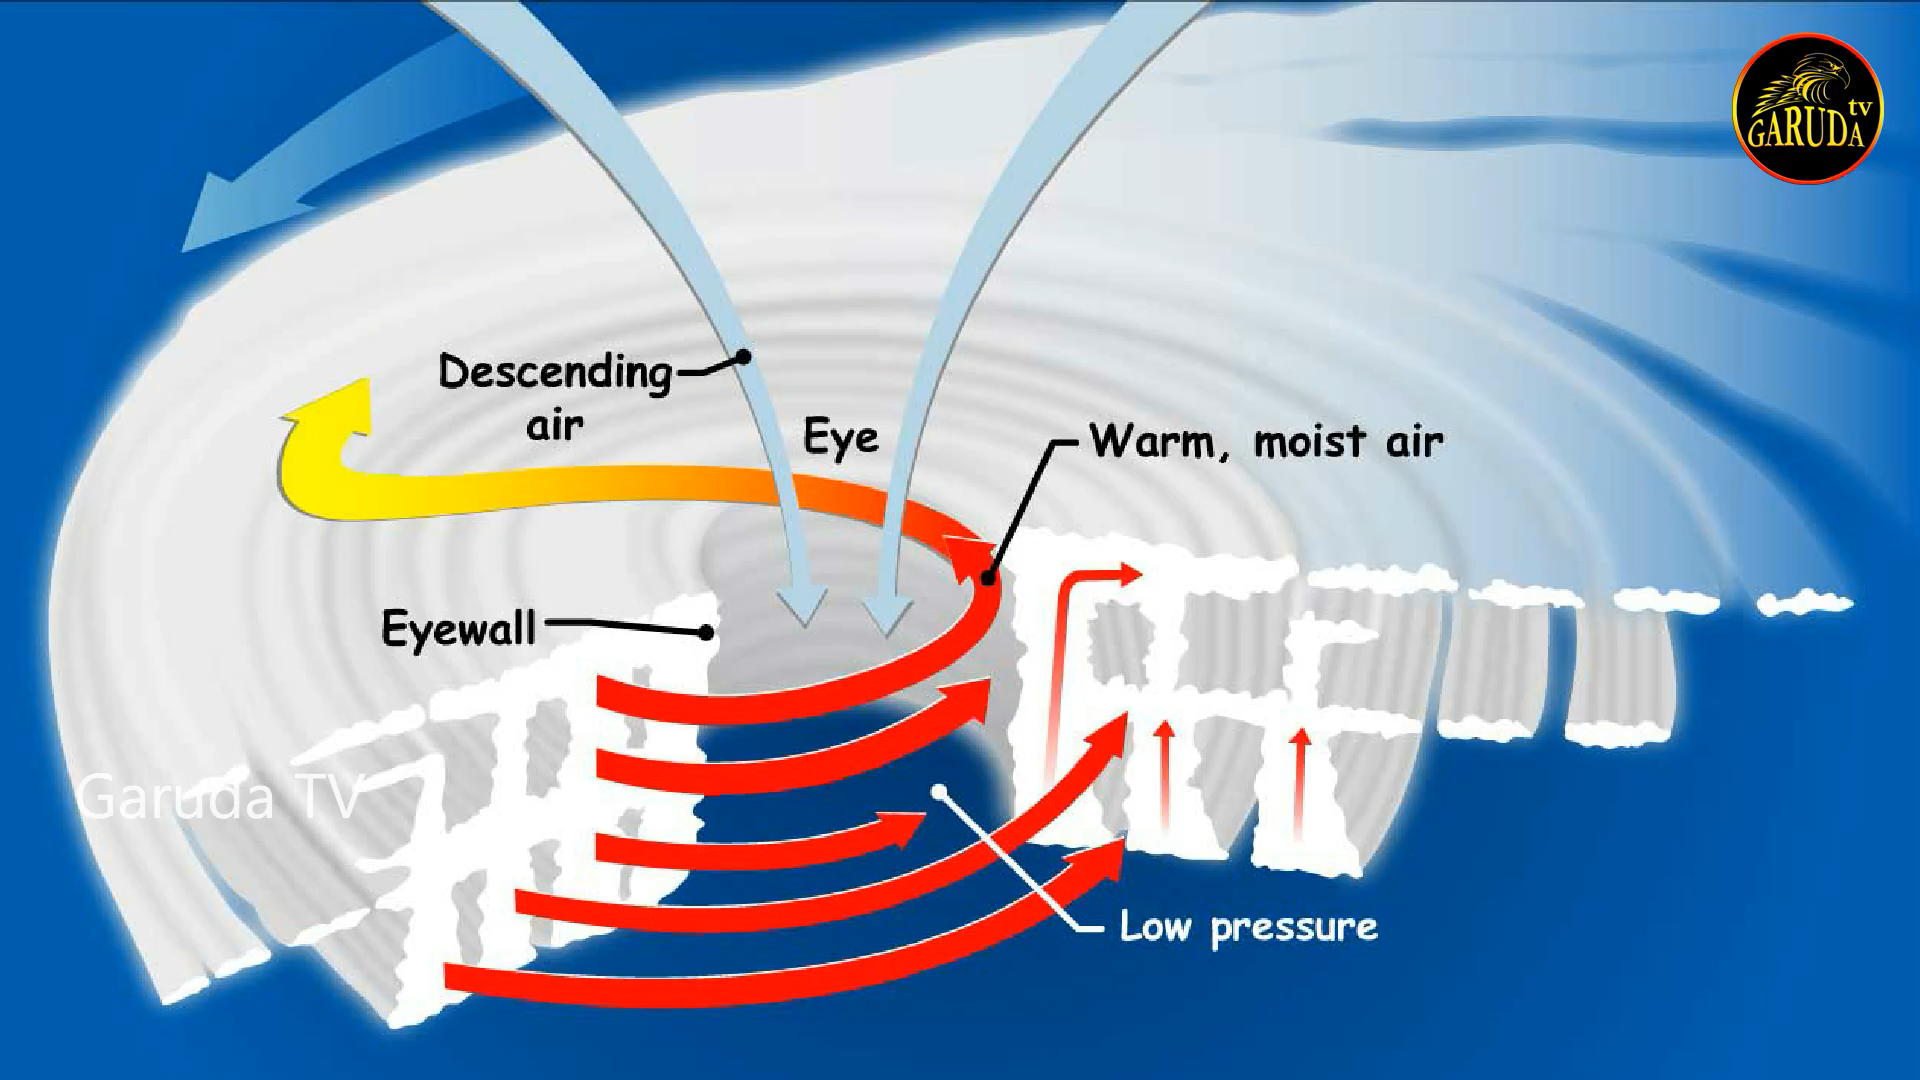 tv
GARUDA
Descending
air
Eye
Warm, moist air
Eyewall
Garuda TV
Low pressure